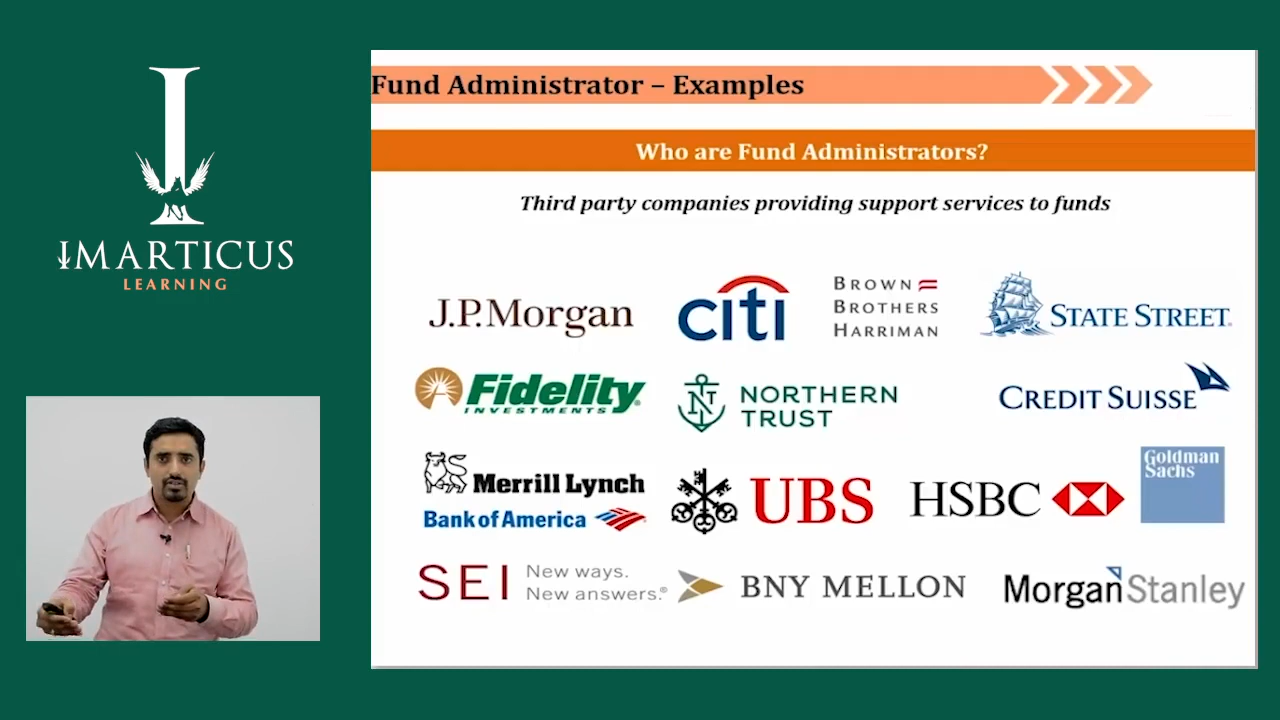 IMARTICUS
LEARNING
Fund Administrator – Examples
Who are Fund Administrators?
Third party companies providing support services to funds
J.P.Morgan
citi
BROWN
BROTHERS
HARRIMAN
STATE STREET.
Fidelity
INVESTMENTS
NORTHERN
TRUST
CREDIT SUISSE
Merrill Lynch
Bank of America
UBS
HSBC
Goldman
Sachs
SEI
New ways.
New answers.®
BNY MELLON
Morgan Stanley